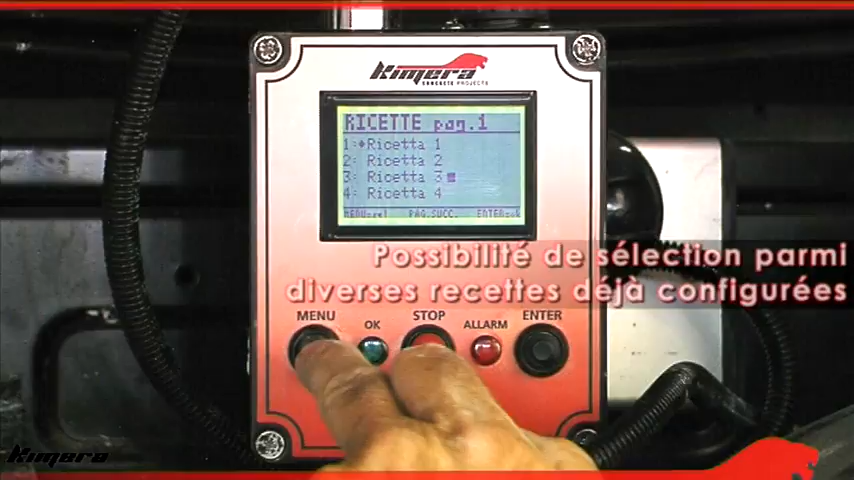 Kimera
CONCRETE PROJECTS
RICETTE pag.1
1: Ricetta 1
2: Ricetta 2
3: Ricetta 3
4: Ricetta 4
PAG.SUCC. ENTER=ok
Possibilité de sélection parmi
diverses recettes déjà configurées
MENU OK STOP ALLARM ENTER
Kimera